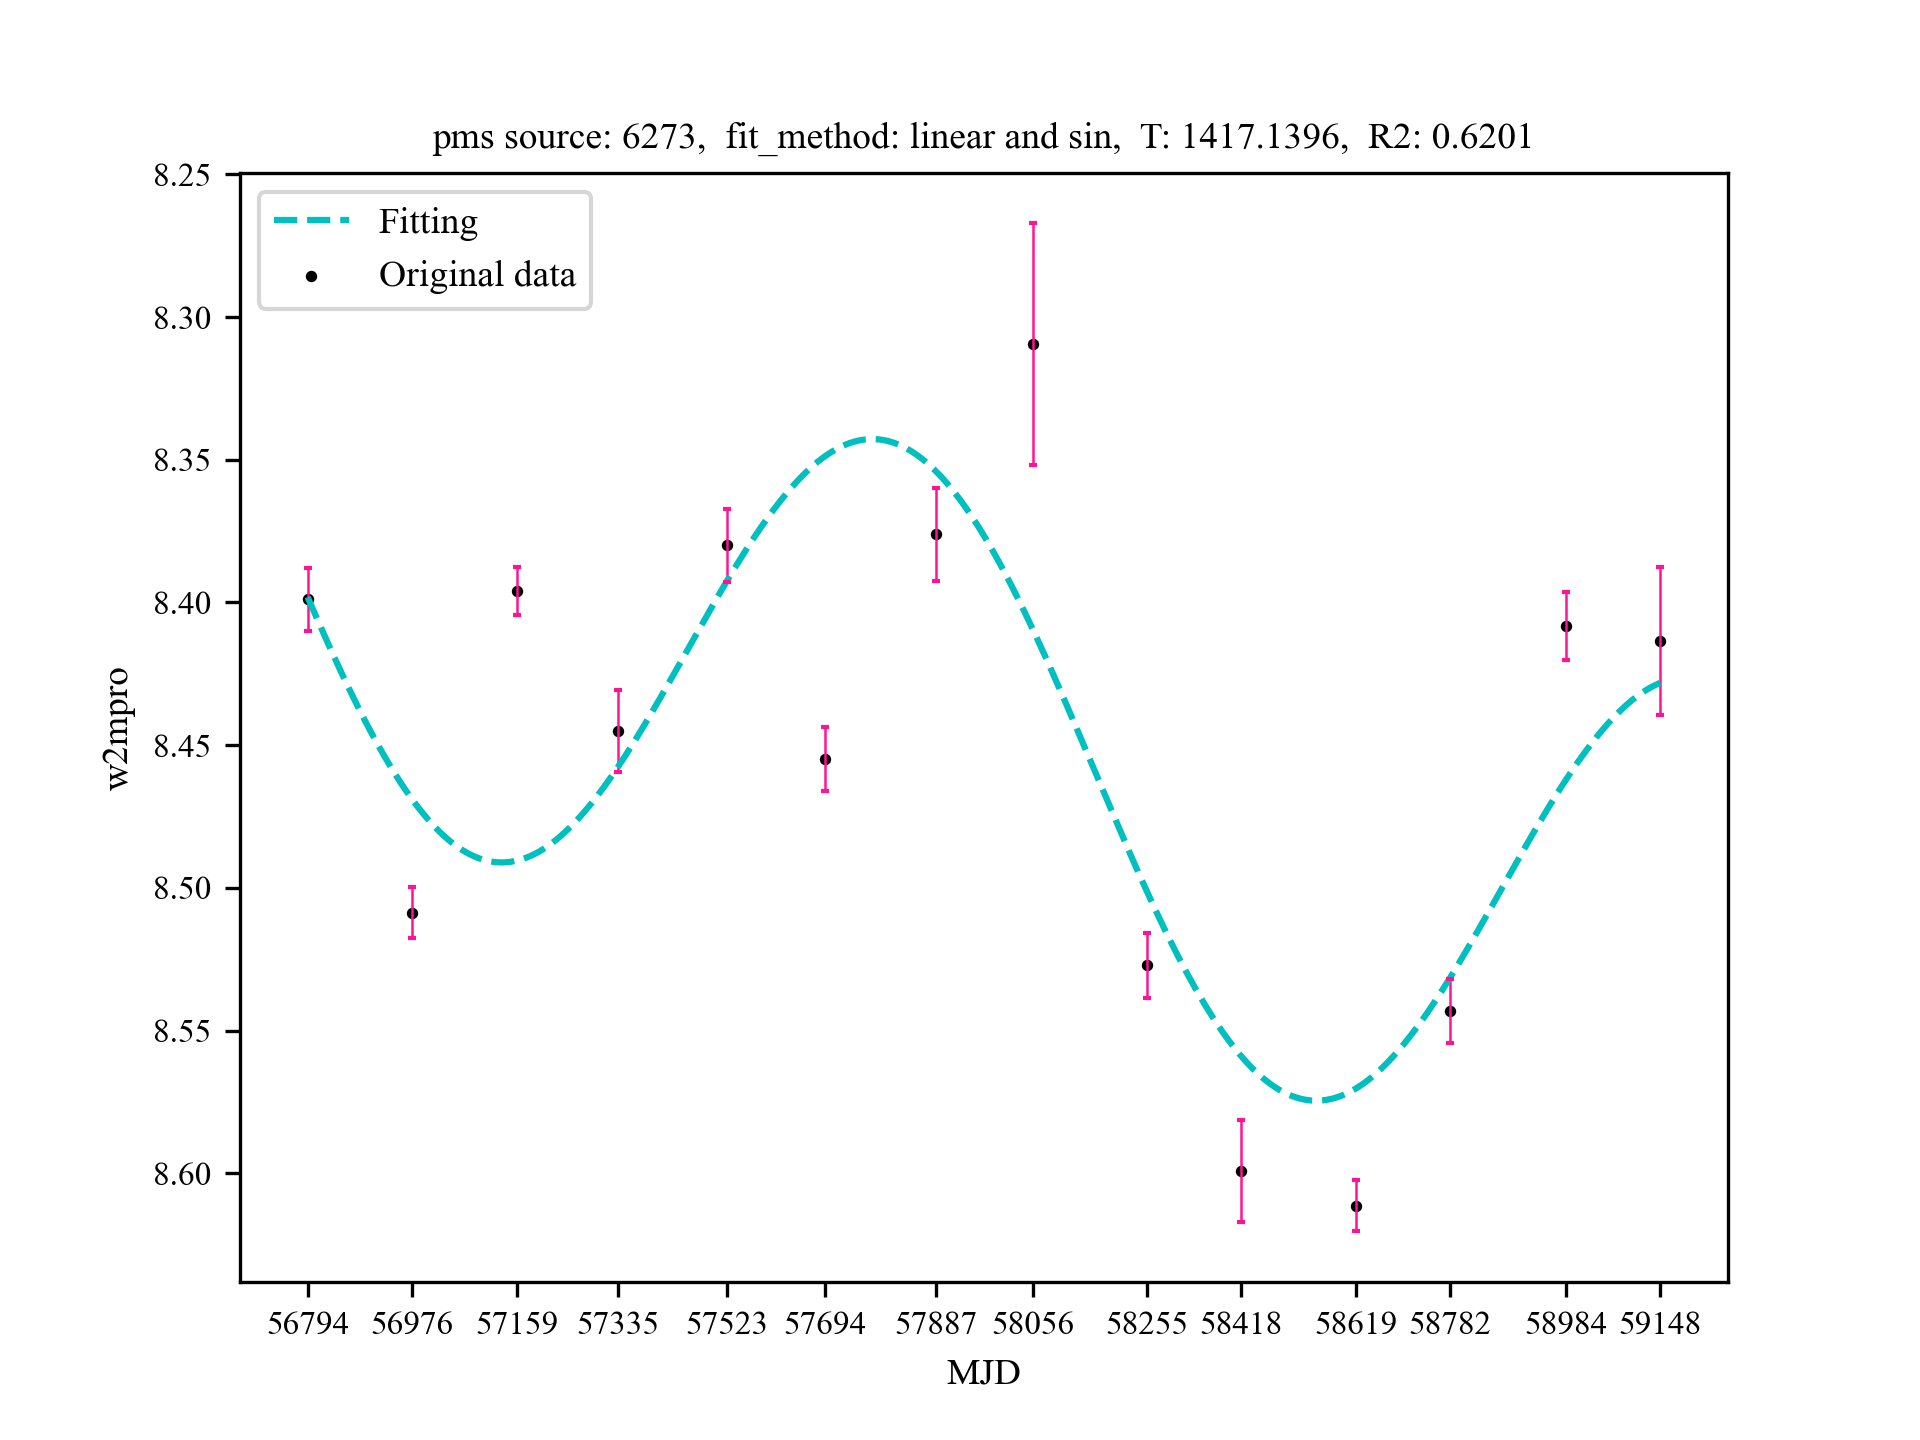 pms source: 6273, fit_method: linear and sin, T: 1417.1396, R2: 0.6201
Fitting
Original data
8.25
8.30
8.35
8.40
8.45
8.50
8.55
8.60
w2mpro
56794 56976 57159 57335 57523 57694 57887 58056 58255 58418 58619 58782 58984 59148
MJD